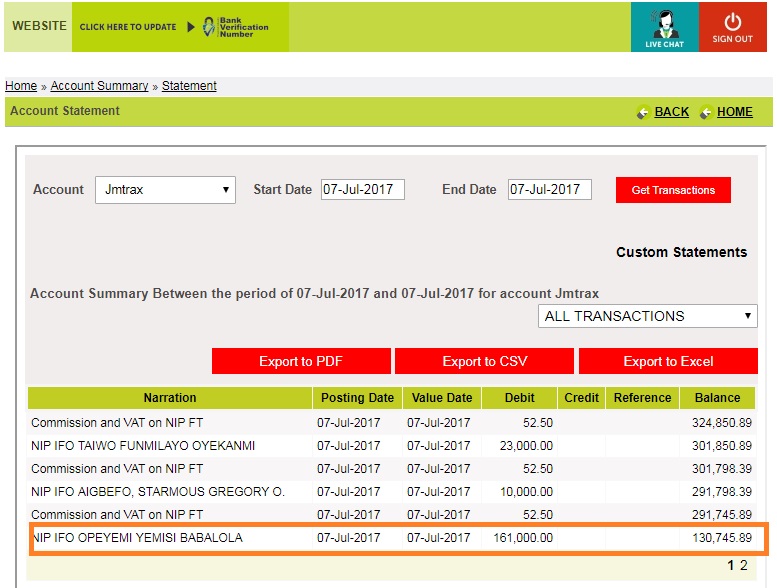 WEBSITE CLICK HERE TO UPDATE Bank Verification Number LIVE CHAT SIGN OUT
Home » Account Summary » Statement
Account Statement BACK HOME
Account Jmtrax Start Date 07-Jul-2017 End Date 07-Jul-2017 Get Transactions
Custom Statements
Account Summary Between the period of 07-Jul-2017 and 07-Jul-2017 for account Jmtrax
ALL TRANSACTIONS
Export to PDF Export to CSV Export to Excel
Narration Posting Date Value Date Debit Credit Reference Balance
Commission and VAT on NIP FT 07-Jul-2017 07-Jul-2017 52.50 324,850.89
NIP IFO TAIWO FUNMILAYO OYEKANMI 07-Jul-2017 07-Jul-2017 23,000.00 301,850.89
Commission and VAT on NIP FT 07-Jul-2017 07-Jul-2017 52.50 301,798.39
NIP IFO AIGBEFO, STARMOUS GREGORY O. 07-Jul-2017 07-Jul-2017 10,000.00 291,798.39
Commission and VAT on NIP FT 07-Jul-2017 07-Jul-2017 52.50 291,745.89
NIP IFO OPEYEMI YEMISI BABALOLA 07-Jul-2017 07-Jul-2017 161,000.00 130,745.89
1 2